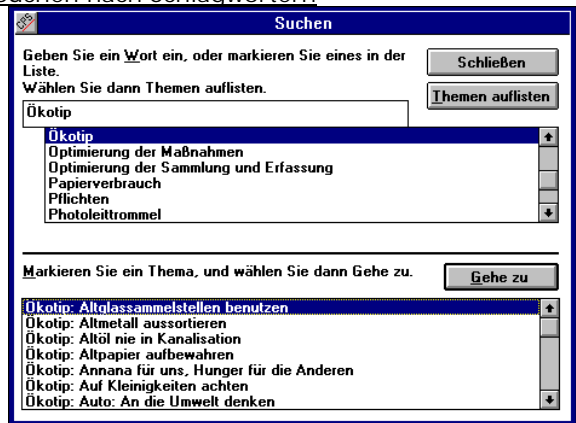 Suchen nach Schlagwörtern
CPS
Suchen
Geben Sie ein Wort ein, oder markieren Sie eines in der
Liste.
Wählen Sie dann Themen auflisten.
Schließen
Themen auflisten
Ökotip
Ökotip
Optimierung der Maßnahmen
Optimierung der Sammlung und Erfassung
Papierverbrauch
Pflichten
Photoleittrommel
Markieren Sie ein Thema, und wählen Sie dann Gehe zu.
Gehe zu
Ökotip: Altglassammelstellen benutzen
Ökotip: Altmetall aussortieren
Ökotip: Altöl nie in Kanalisation
Ökotip: Altpapier aufbewahren
Ökotip: Annana für uns, Hunger für die Anderen
Ökotip: Auf Kleinigkeiten achten
Ökotip: Auto: An die Umwelt denken